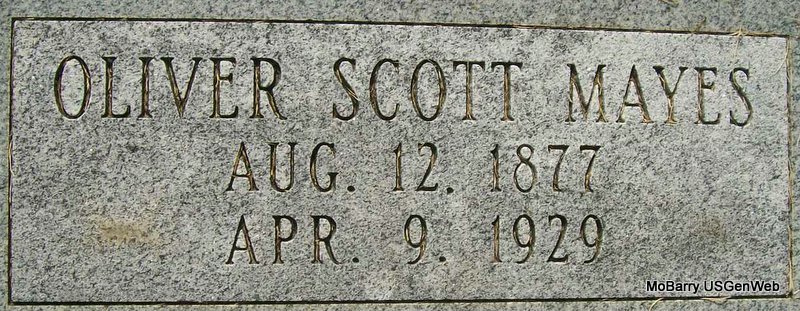 OLIVER SCOTT MAYES
AUG. 12. 1877
APR. 9. 1929
MoBarry USGenWeb